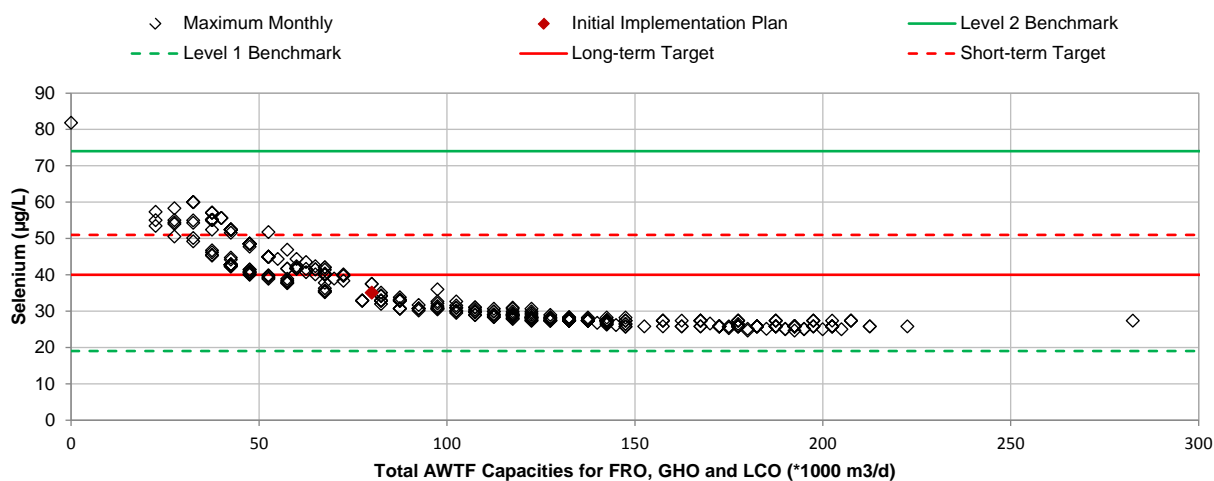 Maximum Monthly
Initial Implementation Plan
Level 2 Benchmark
Level 1 Benchmark
Long-term Target
Short-term Target
90
80
70
60
50
40
30
20
10
0
Selenium (µg/L)
0
50
100
150
200
250
300
Total AWTF Capacities for FRO, GHO and LCO (*1000 m3/d)